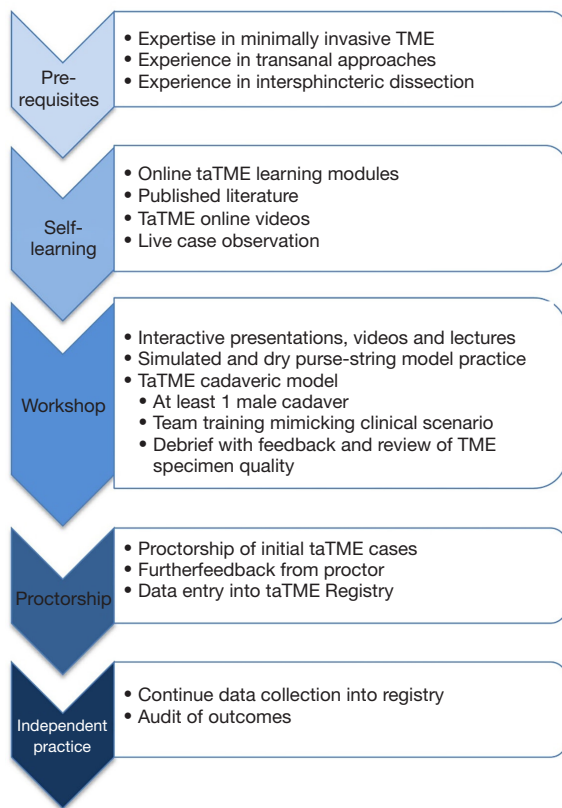 Pre-
requisites
• Expertise in minimally invasive TME
• Experience in transanal approaches
• Experience in intersphincteric dissection
Self-
learning
• Online taTME learning modules
• Published literature
• TaTME online videos
• Live case observation
Workshop
• Interactive presentations, videos and lectures
• Simulated and dry purse-string model practice
• TaTME cadaveric model
• At least 1 male cadaver
• Team training mimicking clinical scenario
• Debrief with feedback and review of TME
specimen quality
Proctorship
• Proctorship of initial taTME cases
• Furtherfeedback from proctor
• Data entry into taTME Registry
Independent
practice
• Continue data collection into registry
• Audit of outcomes